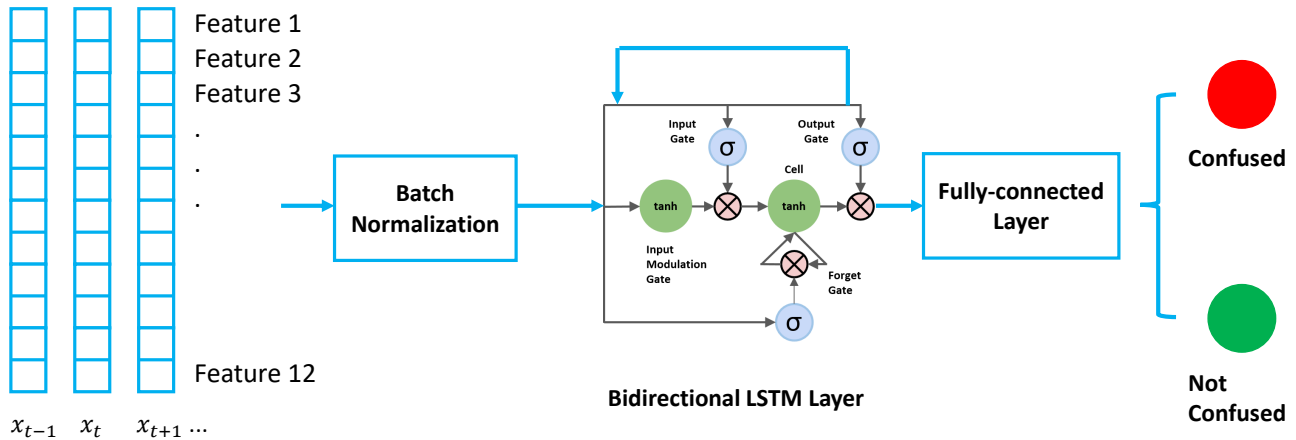 Feature 1
Feature 2
Feature 3
.
.
.
Feature 12
x_{t−1}
x_t
x_{t+1} ...
Batch
Normalization
Input
Gate
σ
Output
Gate
σ
Cell
tanh
tanh
Input
Modulation
Gate
Forget
Gate
σ
Bidirectional LSTM Layer
Fully-connected
Layer
Confused
Not
Confused